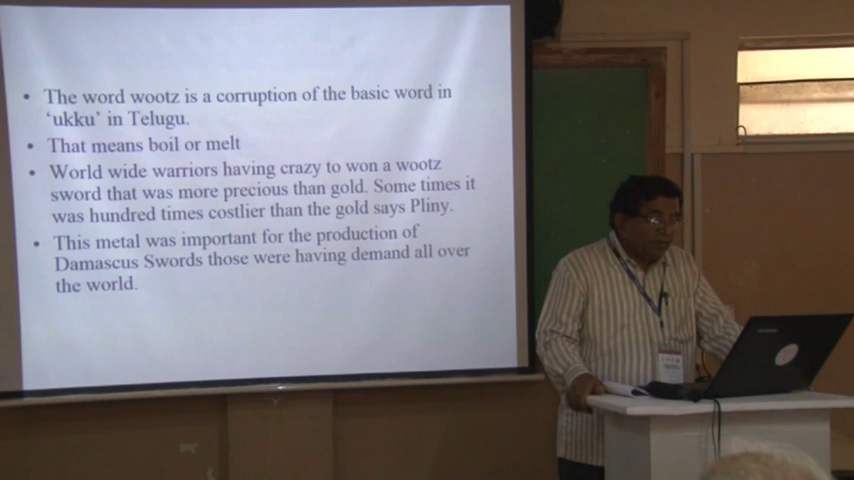 • The word wootz is a corruption of the basic word in
'ukku' in Telugu.
• That means boil or melt
• World wide warriors having crazy to won a wootz
sword that was more precious than gold. Some times it
was hundred times costlier than the gold says Pliny.
• This metal was important for the production of
Damascus Swords those were having demand all over
the world.